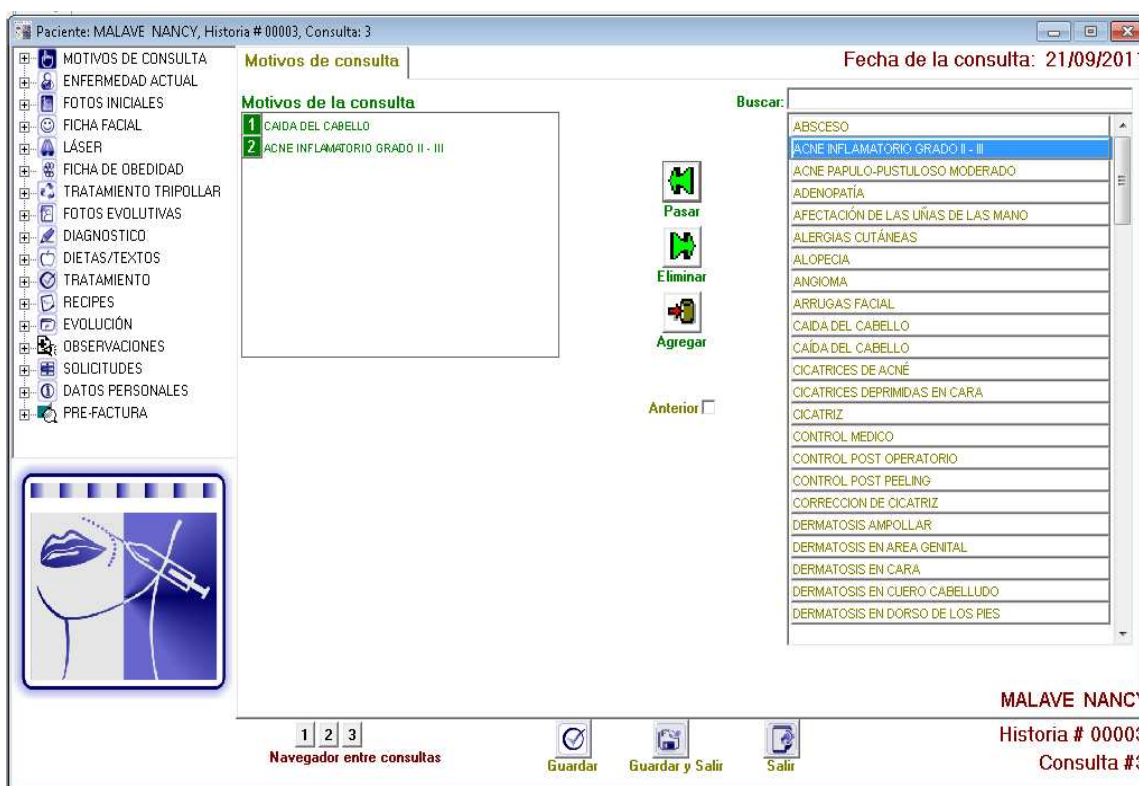 Paciente: MALAVE NANCY, Histo ria # 00003, Consulta: 3
MOTIVOS DE CONSULTA
ENFERMEDAD ACTUAL
FOTOS INICIALES
FICHA FACIAL
LÁSER
FICHA DE OBEDIDAD
TRATAMIENTO TRIPOLLAR
FOTOS EVOLUTIVAS
DIAGNOSTICO
DIETAS/TEXTOS
TRATAMIENTO
RECIPES
EVOLUCIÓN
OBSERVACIONES
SOLICITUDES
DATOS PERSONALES
PRE-FACTURA
Motivos de consulta
Fecha de la consulta: 21/09/2011
Motivos de la consulta
1 CAIDA DEL CABELLO
2 ACNE INFLAMATORIO GRADO II - III
Pasar
Eliminar
Agregar
Anterior
Buscar:
ABSCESO
ACNE INFLAMATORIO GRADO II - III
ACNE PAPULO-PUSTULOSO MODERADO
ADENOPATÍA
AFECTACIÓN DE LAS UÑAS DE LAS MANO
ALERGIAS CUTÁNEAS
ALOPECIA
ANGIOMA
ARRUGAS FACIAL
CAIDA DEL CABELLO
CAÍDA DEL CABELLO
CICATRICES DE ACNÉ
CICATRICES DEPRIMIDAS EN CARA
CICATRIZ
CONTROL MEDICO
CONTROL POST OPERATORIO
CONTROL POST PEELING
CORRECCION DE CICATRIZ
DERMATOSIS AMPOLLAR
DERMATOSIS EN AREA GENITAL
DERMATOSIS EN CARA
DERMATOSIS EN CUERO CABELLUDO
DERMATOSIS EN DORSO DE LOS PIES
MALAVE NANCY
Historia # 00003
Consulta #3
1 2 3
Navegador entre consultas
Guardar
Guardar y Salir
Salir